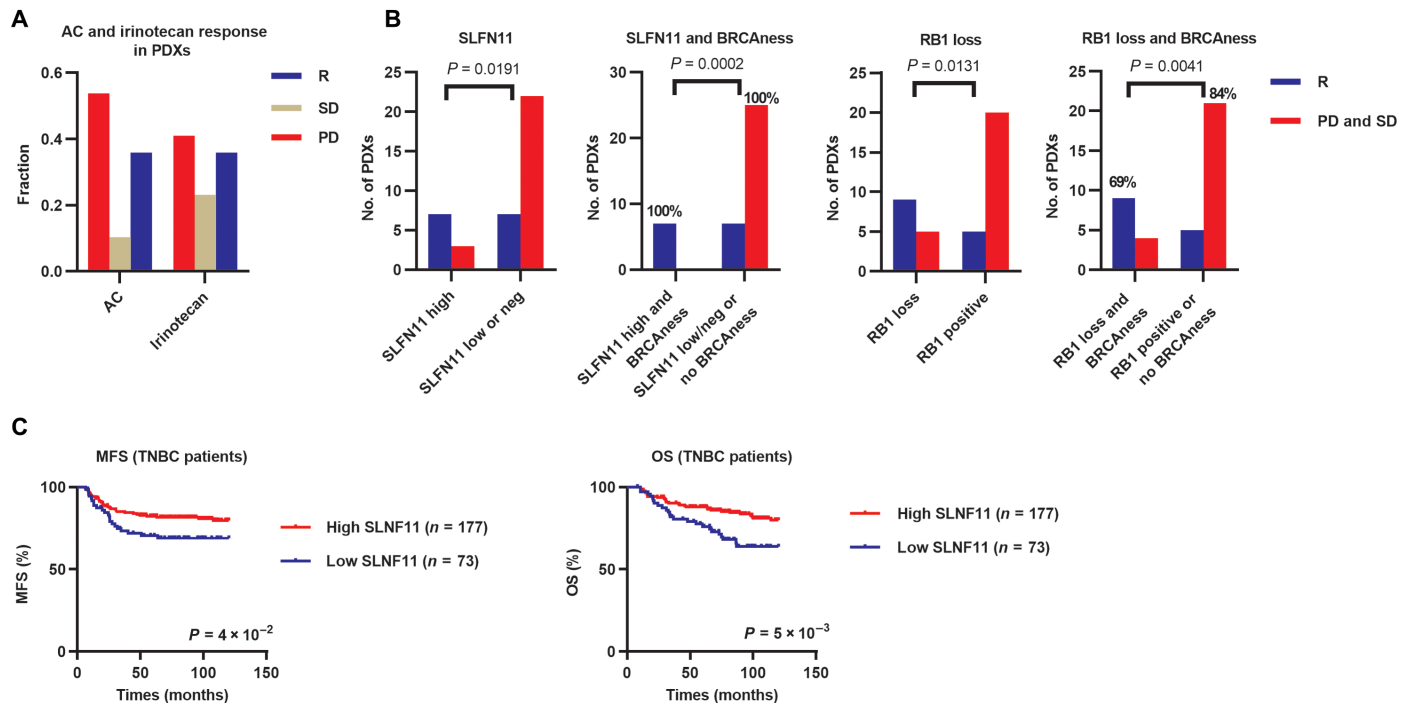 A
AC and irinotecan response
in PDXs
R
SD
PD
Fraction
0.6
0.4
0.2
0.0
AC
Irinotecan
B
SLFN11
P = 0.0191
No. of PDXs
25
20
15
10
5
0
SLFN11 high
SLFN11 low or neg
SLFN11 and BRCAness
P = 0.0002
No. of PDXs
30
20
10
0
100%
100%
SLFN11 high and
BRCAness
SLFN11 low/neg or
no BRCAness
RB1 loss
P = 0.0131
No. of PDXs
25
20
15
10
5
0
RB1 loss
RB1 positive
RB1 loss and BRCAness
P = 0.0041
No. of PDXs
25
20
15
10
5
0
69%
84%
RB1 loss and
BRCAness
RB1 positive or
no BRCAness
R
PD and SD
C
MFS (TNBC patients)
MFS (%)
100
50
0
0 50 100 150
Times (months)
P = 4 × 10⁻²
High SLNF11 (n = 177)
Low SLNF11 (n = 73)
OS (TNBC patients)
OS (%)
100
50
0
0 50 100 150
Times (months)
P = 5 × 10⁻³
High SLNF11 (n = 177)
Low SLNF11 (n = 73)